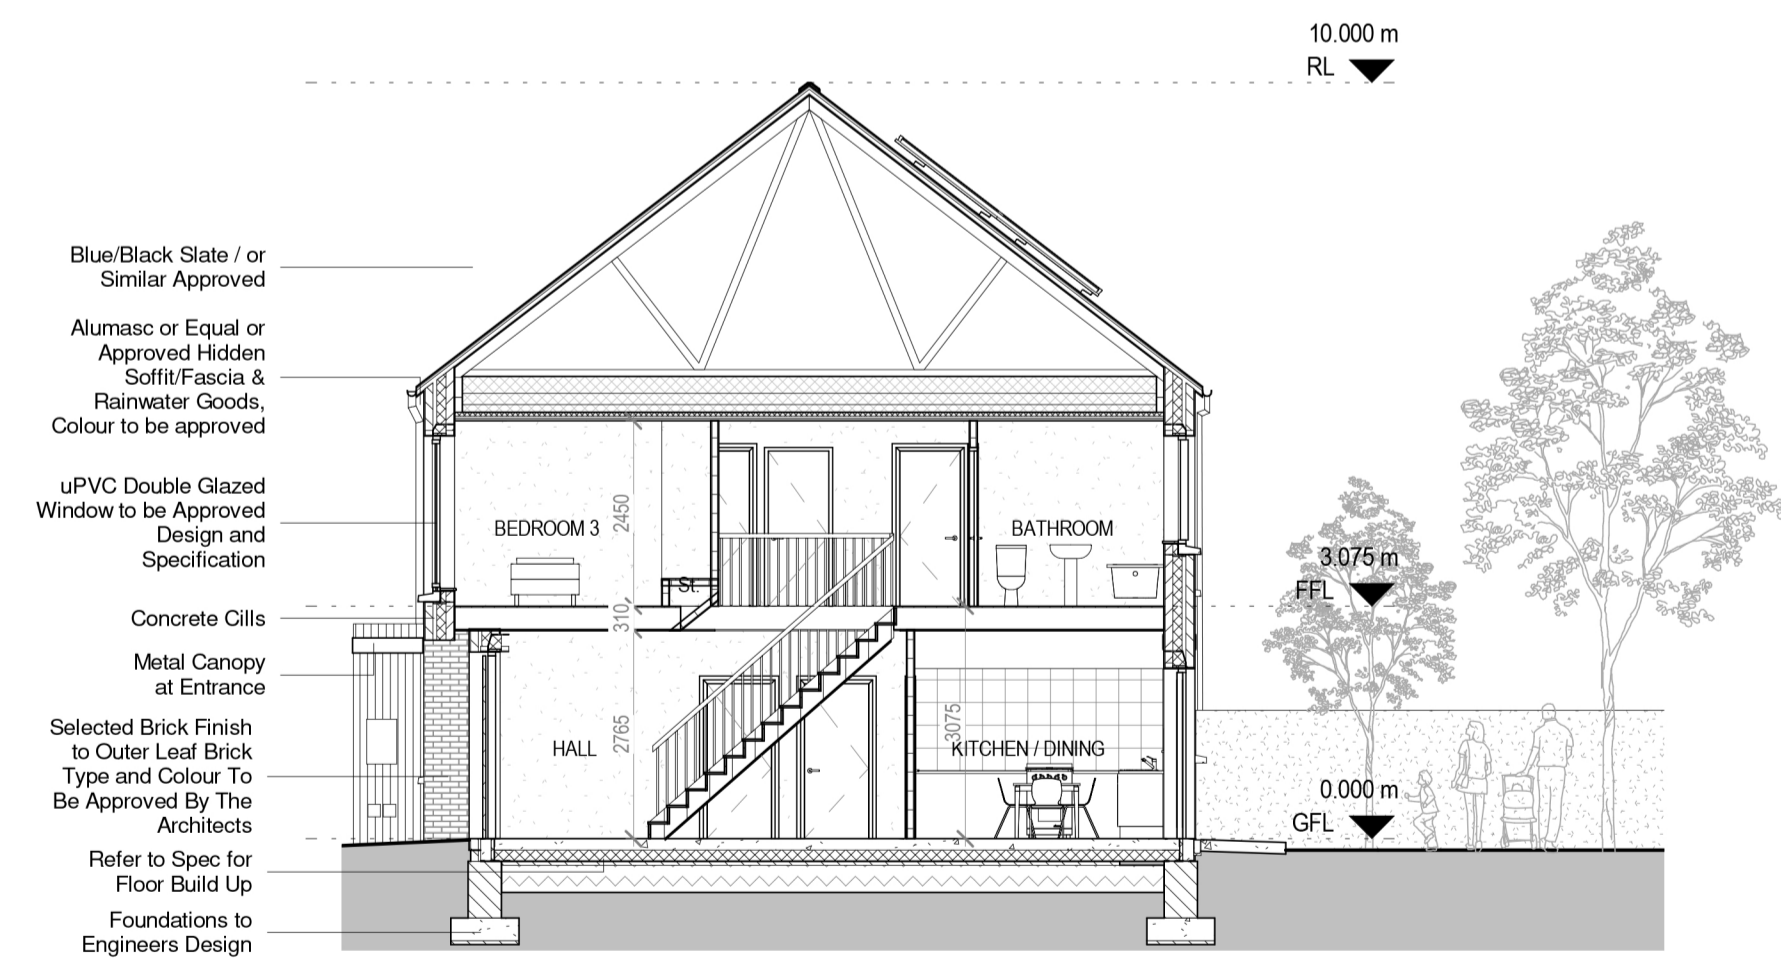 10.000 m
RL
Blue/Black Slate / or
Similar Approved
Alumasc or Equal or
Approved Hidden
Soffit/Fascia &
Rainwater Goods,
Colour to be approved
uPVC Double Glazed
Window to be Approved
Design and
Specification
BEDROOM 3
2450
BATHROOM
St.
3.075 m
FFL
Concrete Cills
310
Metal Canopy
at Entrance
Selected Brick Finish
to Outer Leaf Brick
Type and Colour To
Be Approved By The
Architects
HALL
2765
3075
KITCHEN / DINING
0.000 m
GFL
Refer to Spec for
Floor Build Up
Foundations to
Engineers Design